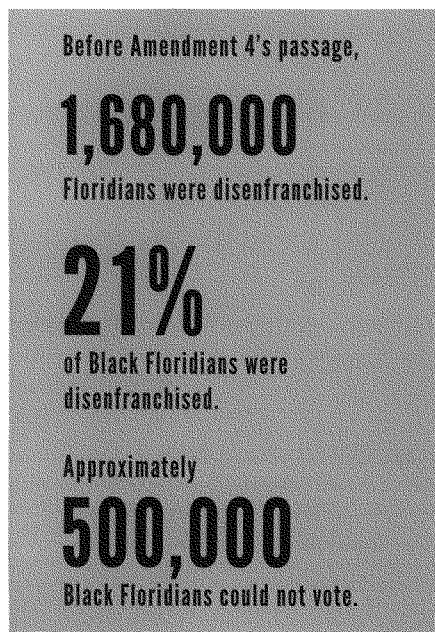 Before Amendment 4's passage,
1,680,000
Floridians were disenfranchised.
21%
of Black Floridians were
disenfranchised.
Approximately
500,000
Black Floridians could not vote.